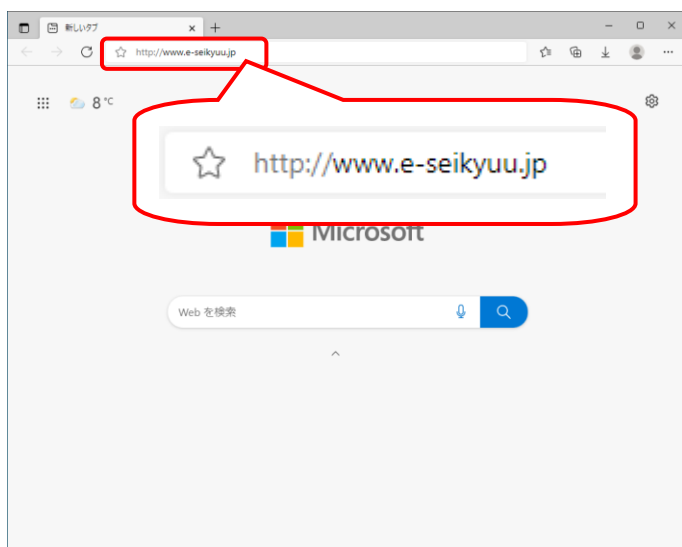 新しいタブ
http://www.e-seikyuu.jp
8 ℃
http://www.e-seikyuu.jp
Microsoft
Web を検索